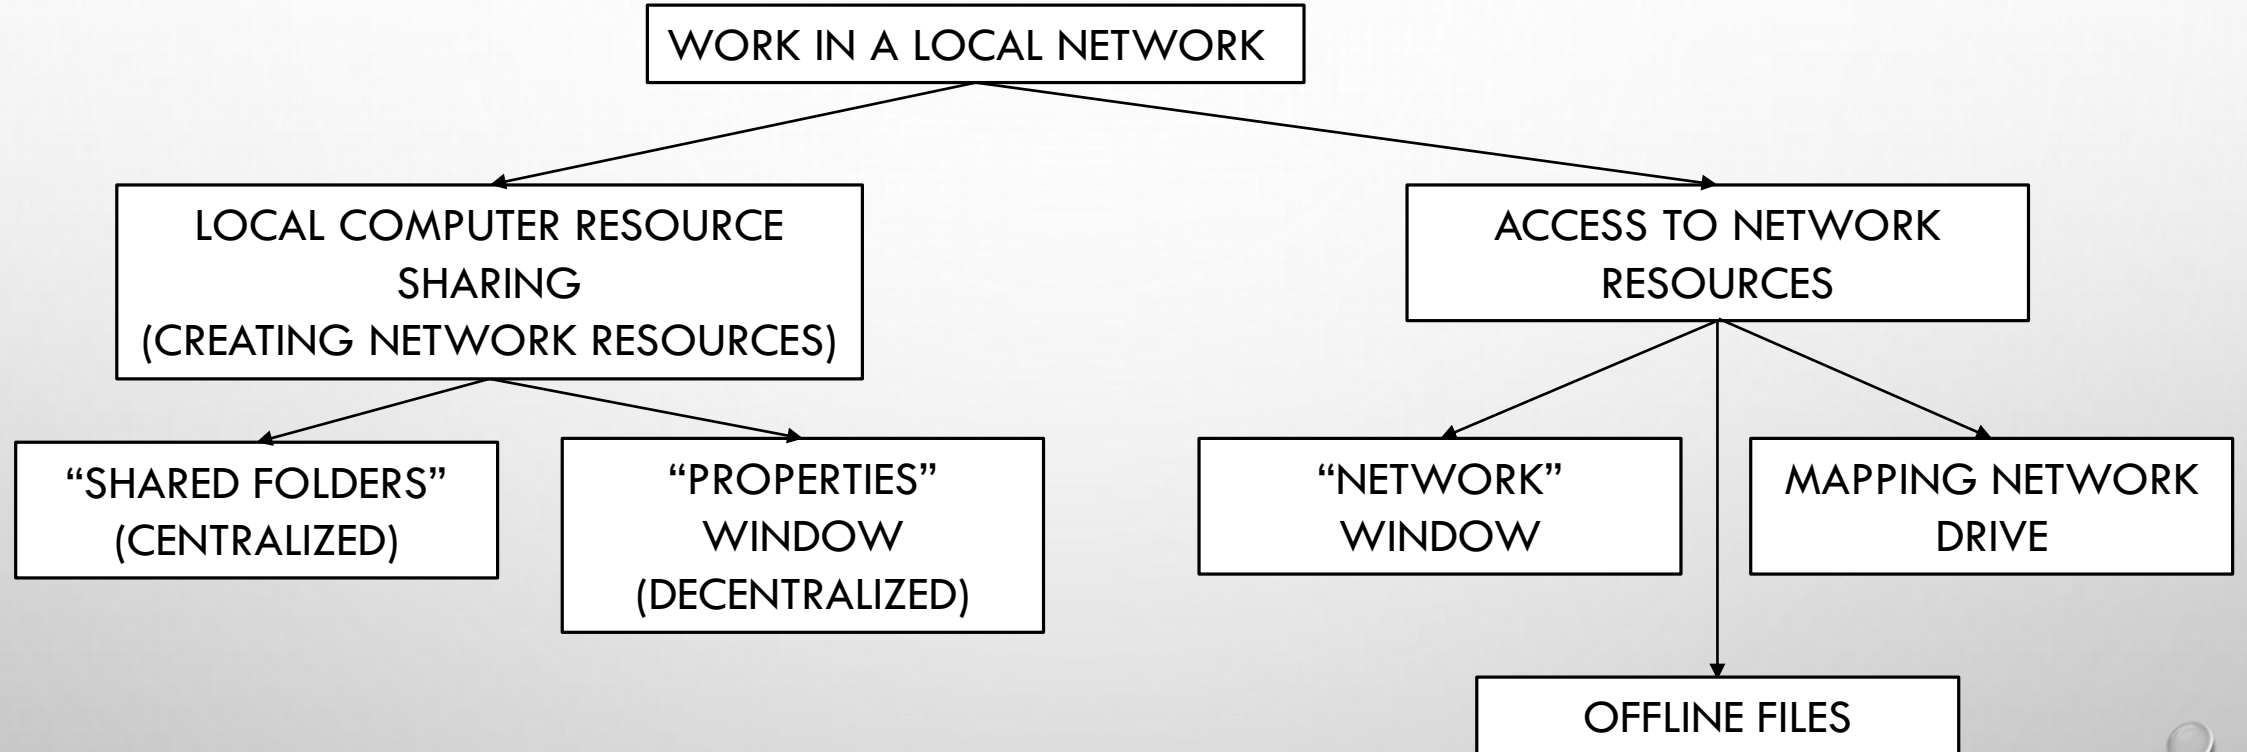 WORK IN A LOCAL NETWORK
LOCAL COMPUTER RESOURCE
SHARING
(CREATING NETWORK RESOURCES)
ACCESS TO NETWORK
RESOURCES
“SHARED FOLDERS”
(CENTRALIZED)
“PROPERTIES”
WINDOW
(DECENTRALIZED)
“NETWORK”
WINDOW
MAPPING NETWORK
DRIVE
OFFLINE FILES